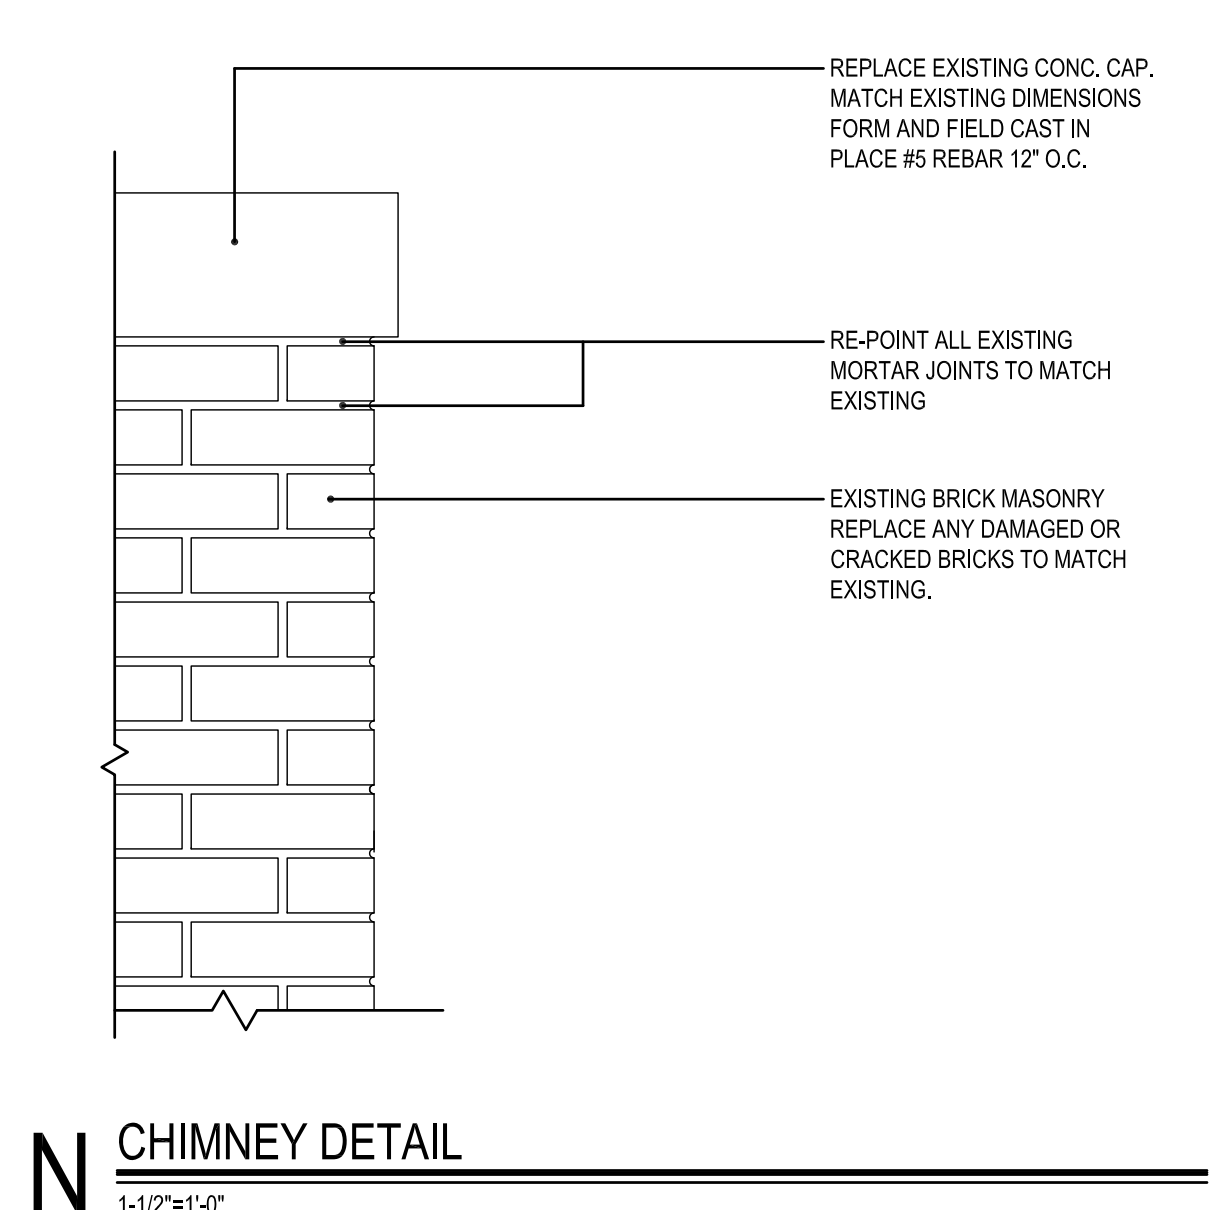 REPLACE EXISTING CONC. CAP.
MATCH EXISTING DIMENSIONS
FORM AND FIELD CAST IN
PLACE #5 REBAR 12" O.C.
RE-POINT ALL EXISTING
MORTAR JOINTS TO MATCH
EXISTING
EXISTING BRICK MASONRY
REPLACE ANY DAMAGED OR
CRACKED BRICKS TO MATCH
EXISTING.
N CHIMNEY DETAIL
1-1/2"=1'-0"